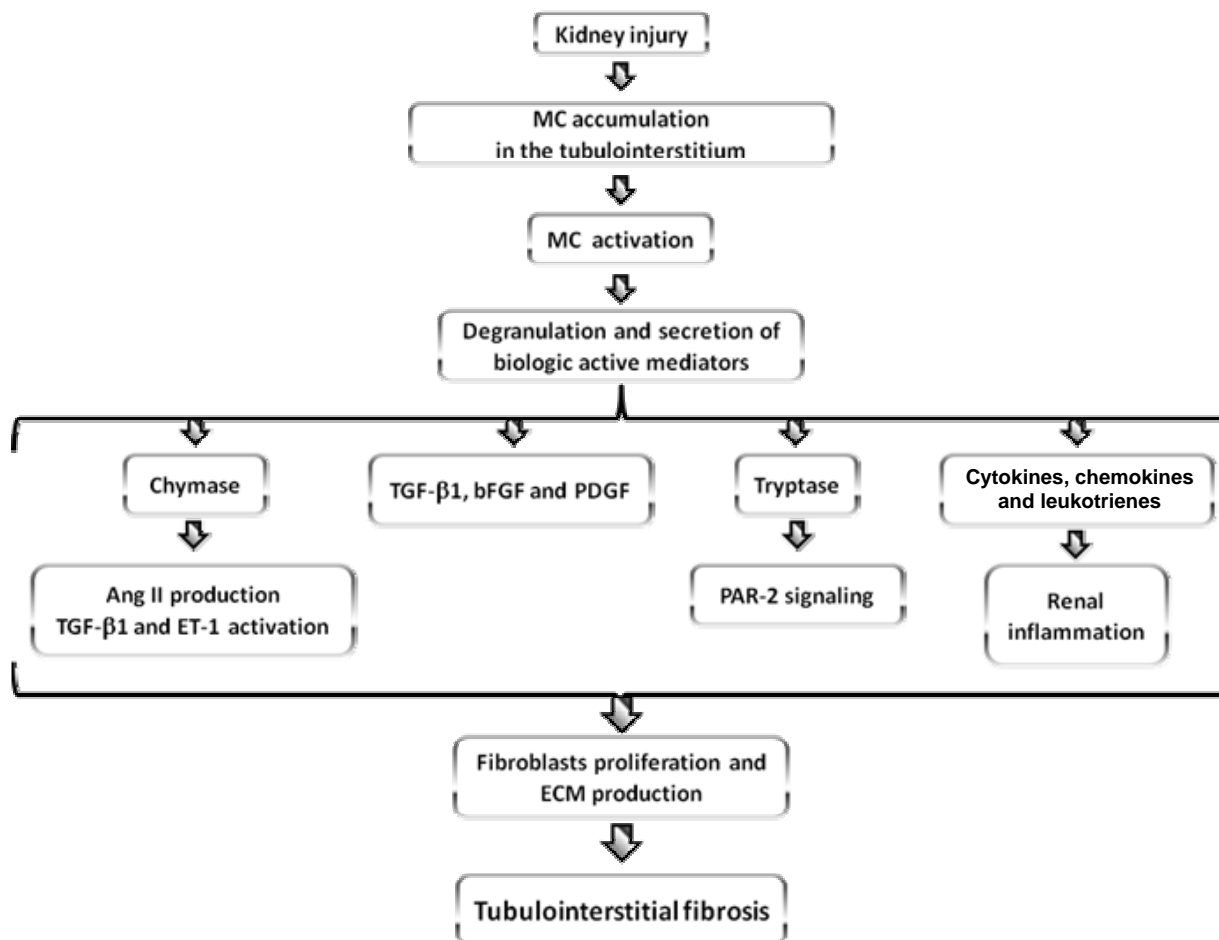 Kidney injury
MC accumulation
in the tubulointerstitium
MC activation
Degranulation and secretion of
biologic active mediators
Chymase
TGF-β1, bFGF and PDGF
Tryptase
Cytokines, chemokines
and leukotrienes
Ang II production
TGF-β1 and ET-1 activation
PAR-2 signaling
Renal
inflammation
Fibroblasts proliferation and
ECM production
Tubulointerstitial fibrosis